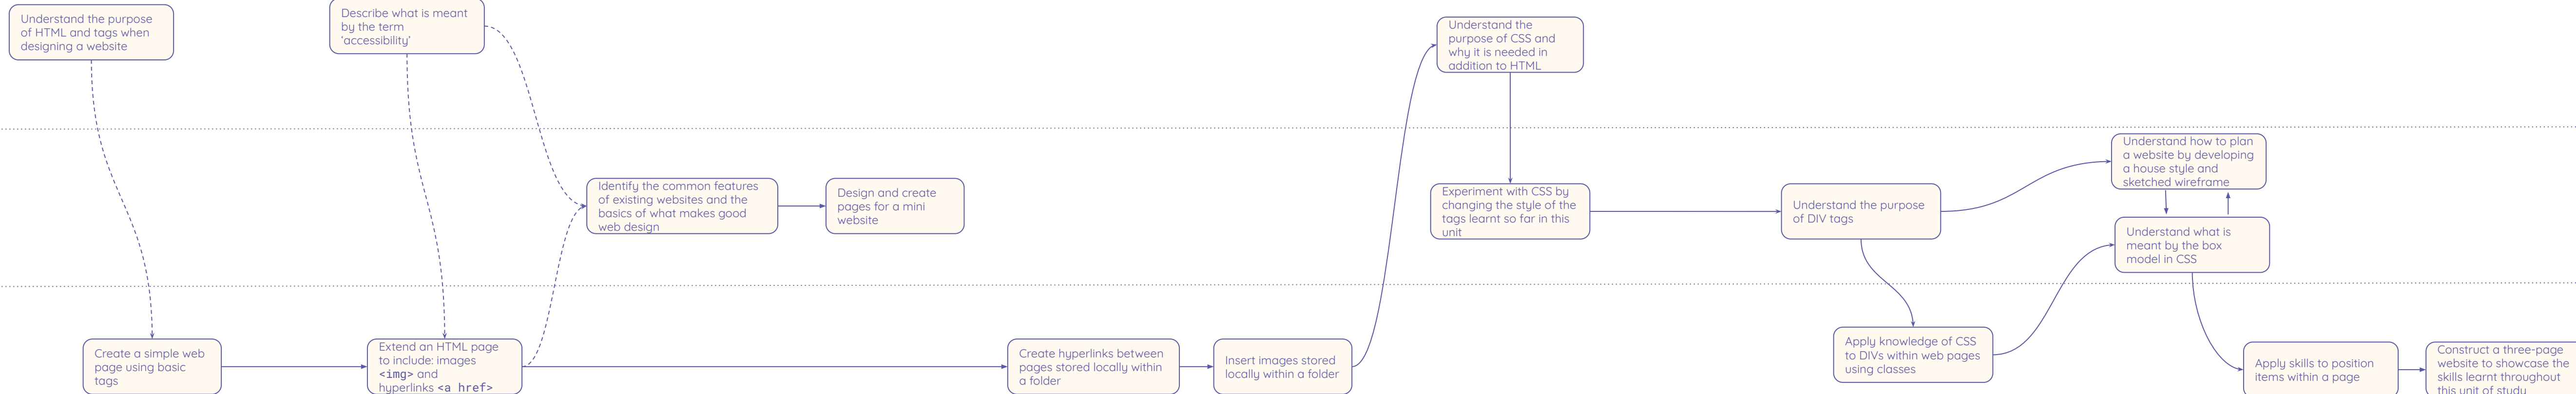 Understand the purpose
of HTML and tags when
designing a website
Describe what is meant
by the term
'accessibility'
Understand the
purpose of CSS and
why it is needed in
addition to HTML
Identify the common features
of existing websites and the
basics of what makes good
web design
Design and create
pages for a mini
website
Experiment with CSS by
changing the style of the
tags learnt so far in this
unit
Understand the purpose
of DIV tags
Understand how to plan
a website by developing
a house style and
sketched wireframe
Understand what is
meant by the box
model in CSS
Create a simple web
page using basic
tags
Extend an HTML page
to include: images
<img> and
hyperlinks <a href>
Create hyperlinks between
pages stored locally within
a folder
Insert images stored
locally within a folder
Apply knowledge of CSS
to DIVs within web pages
using classes
Apply skills to position
items within a page
Construct a three-page
website to showcase the
skills learnt throughout
this unit of study